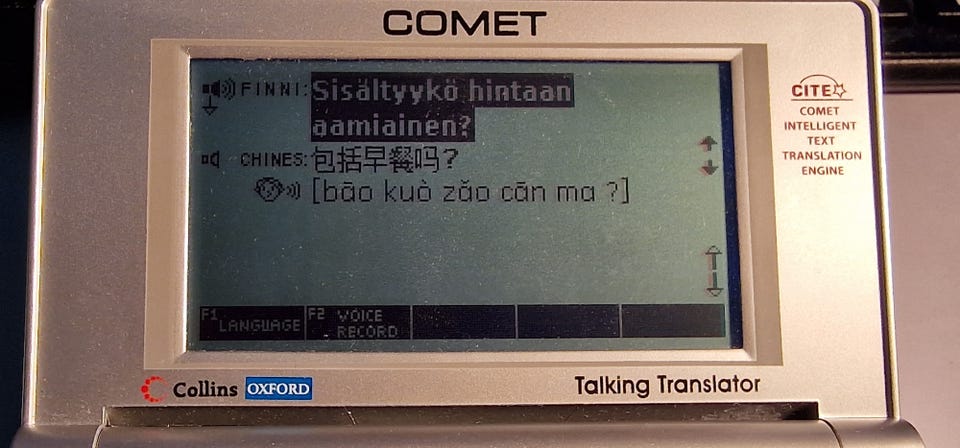 COMET
FINNI: Sisältyykö hintaan
aamiainen?
CHINES: 包括早餐吗?
[bāo kuò zǎo cān ma ?]
F1 LANGUAGE
F2 VOICE
RECORD
CITE
COMET
INTELLIGENT
TEXT
TRANSLATION
ENGINE
Collins OXFORD
Talking Translator